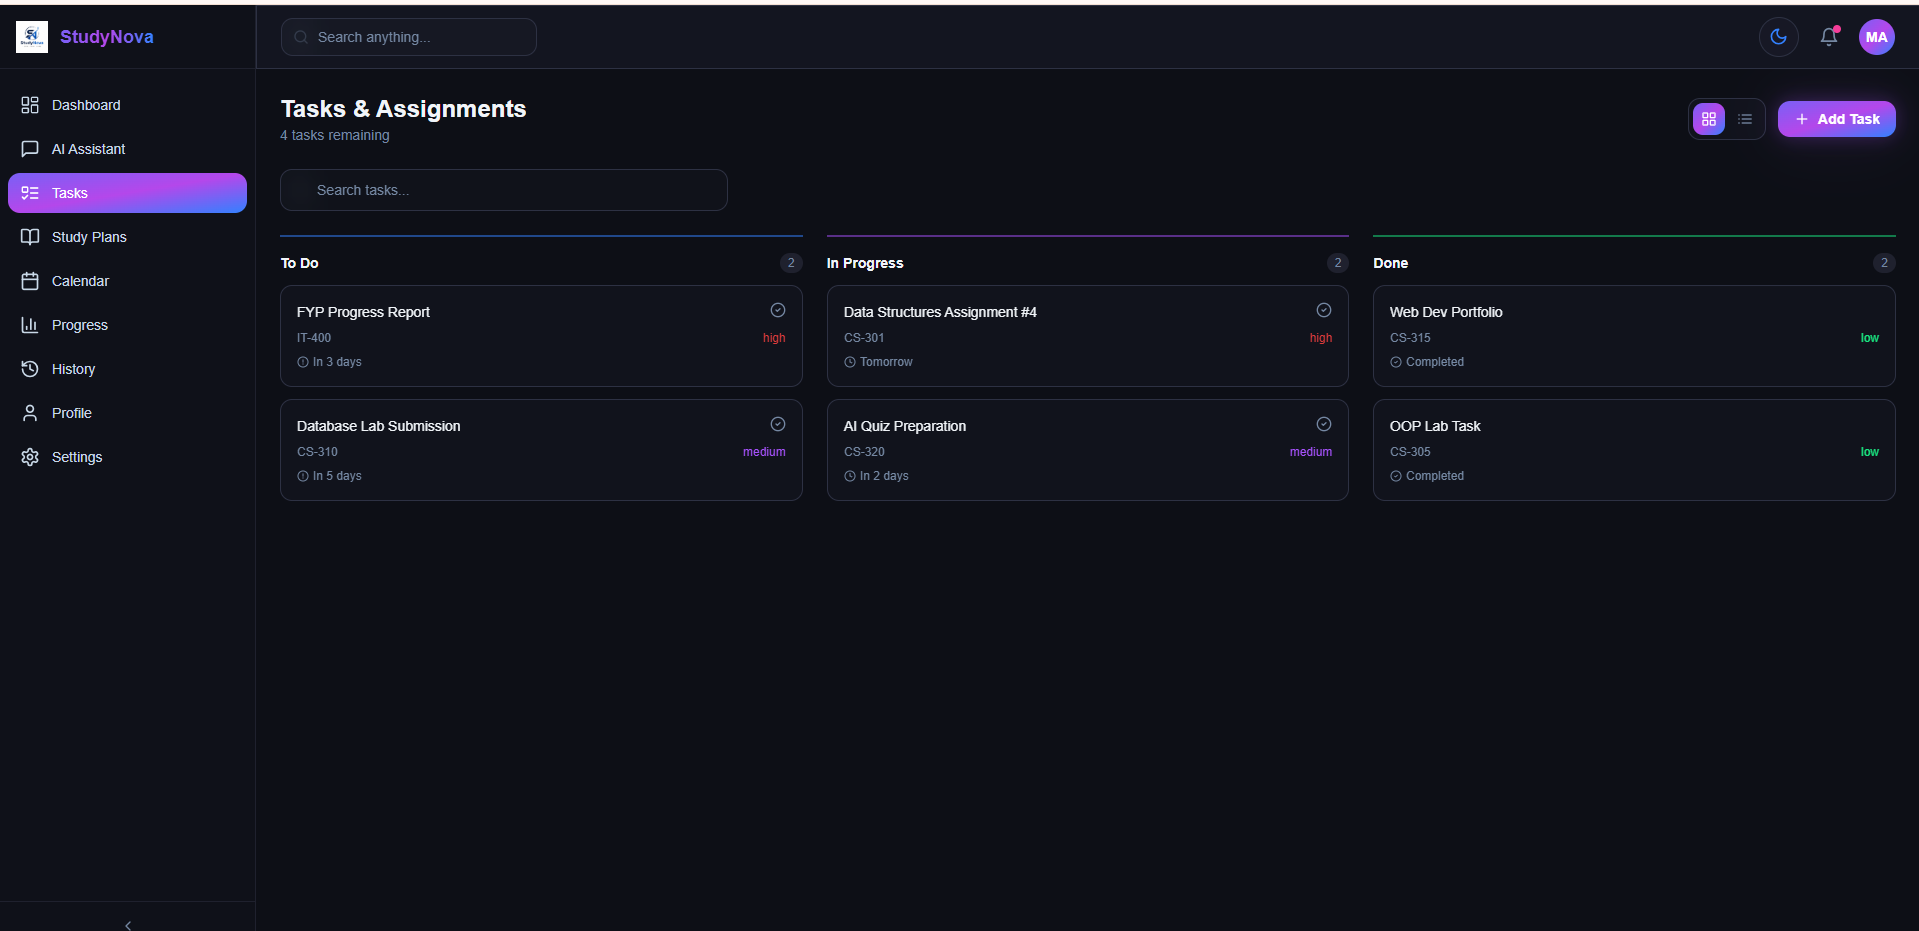 StudyNova
Search anything...
MA
Dashboard
AI Assistant
Tasks
Study Plans
Calendar
Progress
History
Profile
Settings
Tasks & Assignments
4 tasks remaining
Add Task
Search tasks...
To Do 2
FYP Progress Report
IT-400 high
In 3 days
Database Lab Submission
CS-310 medium
In 5 days
In Progress 2
Data Structures Assignment #4
CS-301 high
Tomorrow
AI Quiz Preparation
CS-320 medium
In 2 days
Done 2
Web Dev Portfolio
CS-315 low
Completed
OOP Lab Task
CS-305 low
Completed